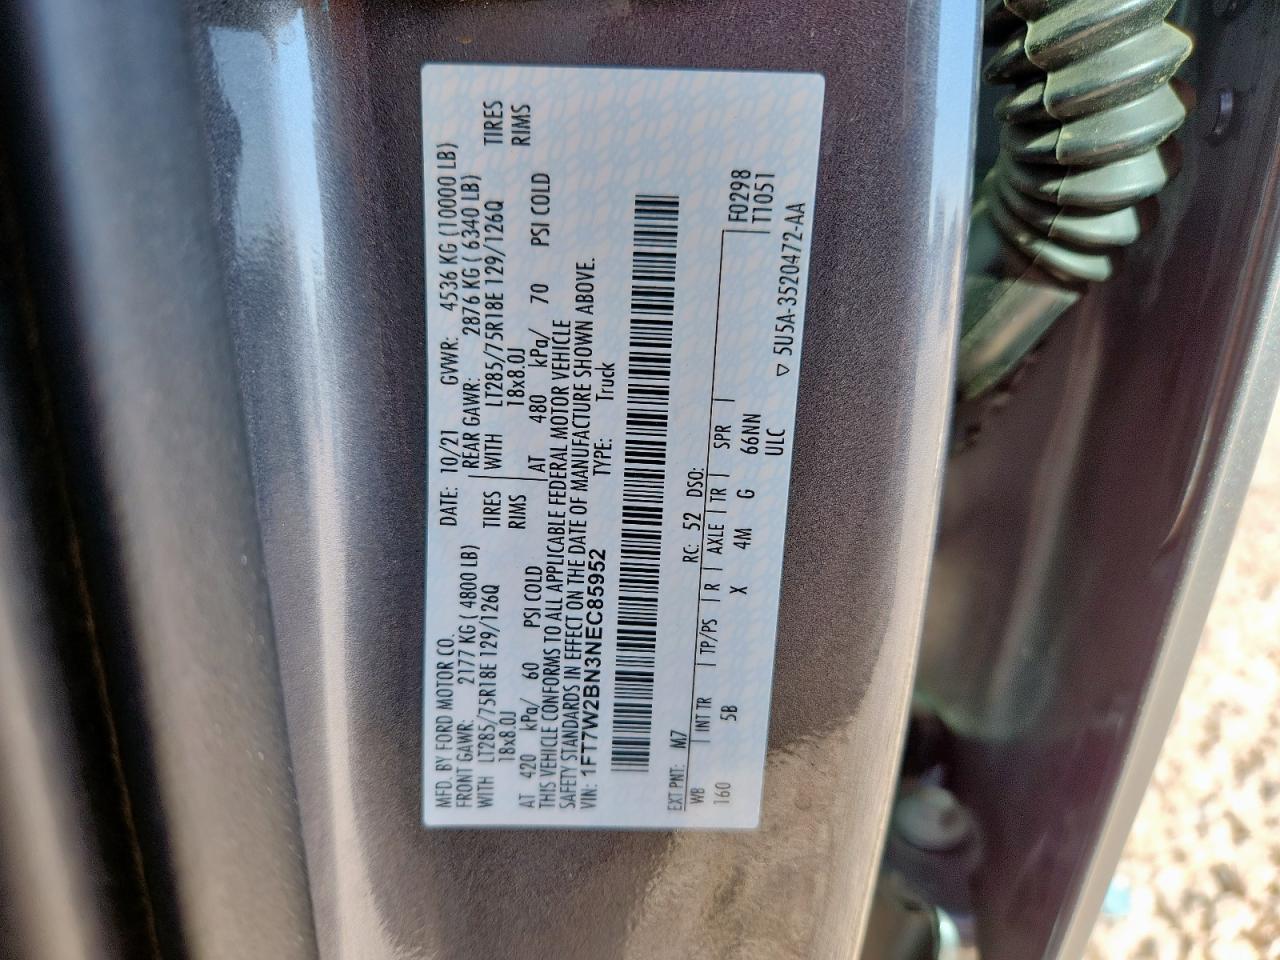 MFD. BY FORD MOTOR CO. DATE: 10/21 GVWR: 4536 KG (10000 LB)
FRONT GAWR: 2177 KG ( 4800 LB) REAR GAWR: 2876 KG ( 6340 LB)
WITH LT285/75R18E 129/126Q TIRES WITH LT285/75R18E 129/126Q TIRES
18x8.0J RIMS 18x8.0J RIMS
AT 420 kPa/ 60 PSI COLD AT 480 kPa/ 70 PSI COLD
THIS VEHICLE CONFORMS TO ALL APPLICABLE FEDERAL MOTOR VEHICLE
SAFETY STANDARDS IN EFFECT ON THE DATE OF MANUFACTURE SHOWN ABOVE.
VIN: 1FT7W2BN3NEC85952 TYPE: Truck
EXT PNT: M7 RC: 52 DSO:
WB INT TR TP/PS R AXLE TR SPR F0298
160 5B X 4M G 66NN T1051
ULC ▽ 5U5A-3520472-AA